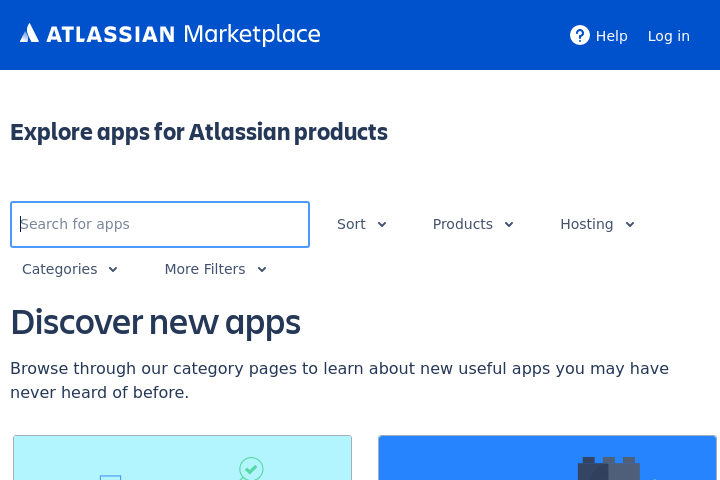 ATLASSIAN Marketplace
Help
Log in
Explore apps for Atlassian products
Search for apps
Sort
Products
Hosting
Categories
More Filters
Discover new apps
Browse through our category pages to learn about new useful apps you may have
never heard of before.